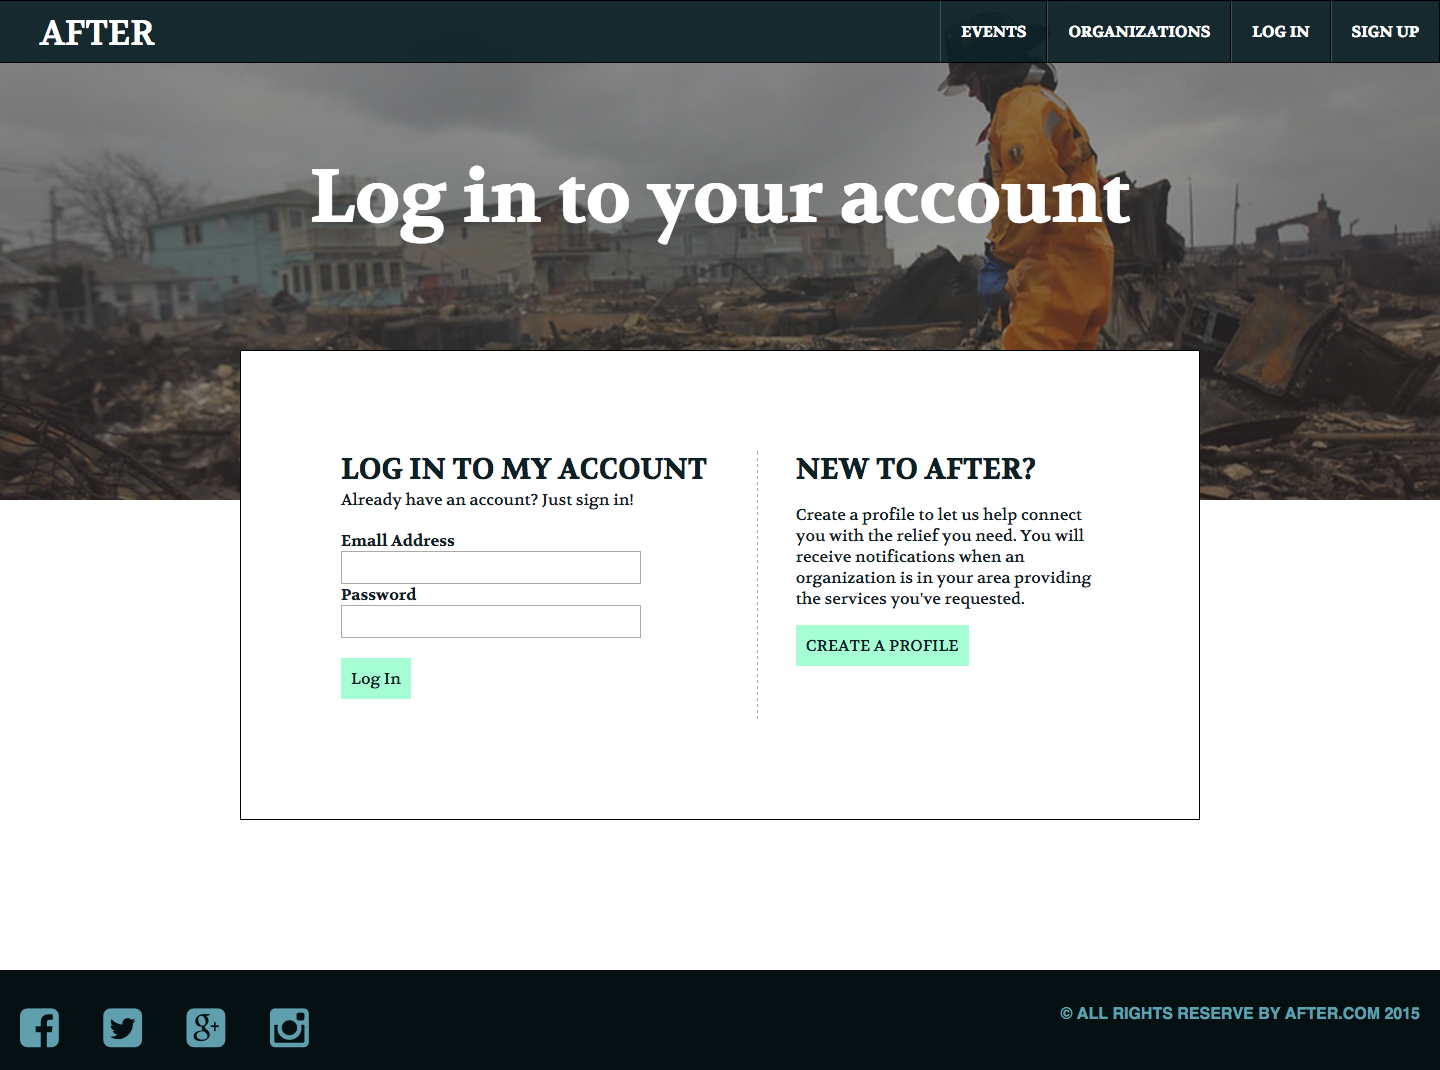 AFTER
EVENTS
ORGANIZATIONS
LOG IN
SIGN UP
Log in to your account
LOG IN TO MY ACCOUNT
Already have an account? Just sign in!
Email Address
Password
Log In
NEW TO AFTER?
Create a profile to let us help connect
you with the relief you need. You will
receive notifications when an
organization is in your area providing
the services you've requested.
CREATE A PROFILE
© ALL RIGHTS RESERVE BY AFTER.COM 2015